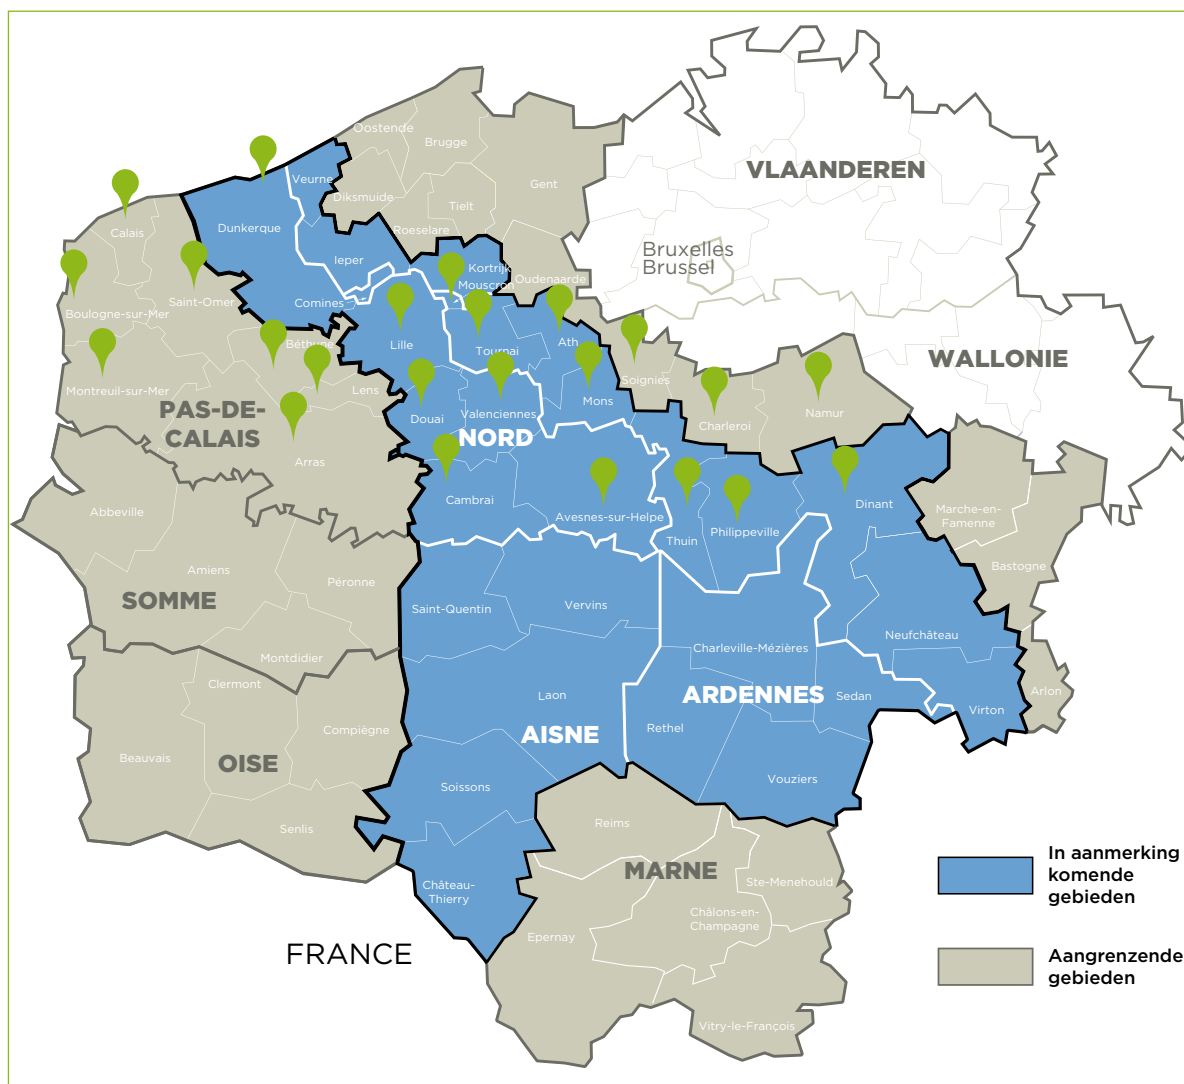 Oostende
Brugge
VLAANDEREN
Veurne
Diksmuide
Gent
Tielt
Dunkerque
Calais
Roeselare
Bruxelles
Brussel
Ieper
Kortrijk
Mouscron
Oudenaarde
Saint-Omer
Comines
Boulogne-sur-Mer
Béthune
Lille
Tournai
Ath
WALLONIE
Soignies
Montreuil-sur-Mer
Lens
PAS-DE-
CALAIS
Douai
Valenciennes
Mons
Charleroi
Namur
NORD
Arras
Cambrai
Avesnes-sur-Helpe
Thuin
Philippeville
Dinant
Abbeville
Marche-en-
Famenne
Bastogne
Amiens
Péronne
SOMME
Saint-Quentin
Vervins
Neufchâteau
Montdidier
Charleville-Mézières
Clermont
Laon
ARDENNES
Sedan
Arlon
Virton
Compiègne
Rethel
AISNE
Beauvais
OISE
Soissons
Vouziers
Senlis
Reims
MARNE
Château-
Thierry
Ste-Menehould
Châlons-en-
Champagne
Epernay
FRANCE
Vitry-le-François
In aanmerking
komende
gebieden
Aangrenzende
gebieden